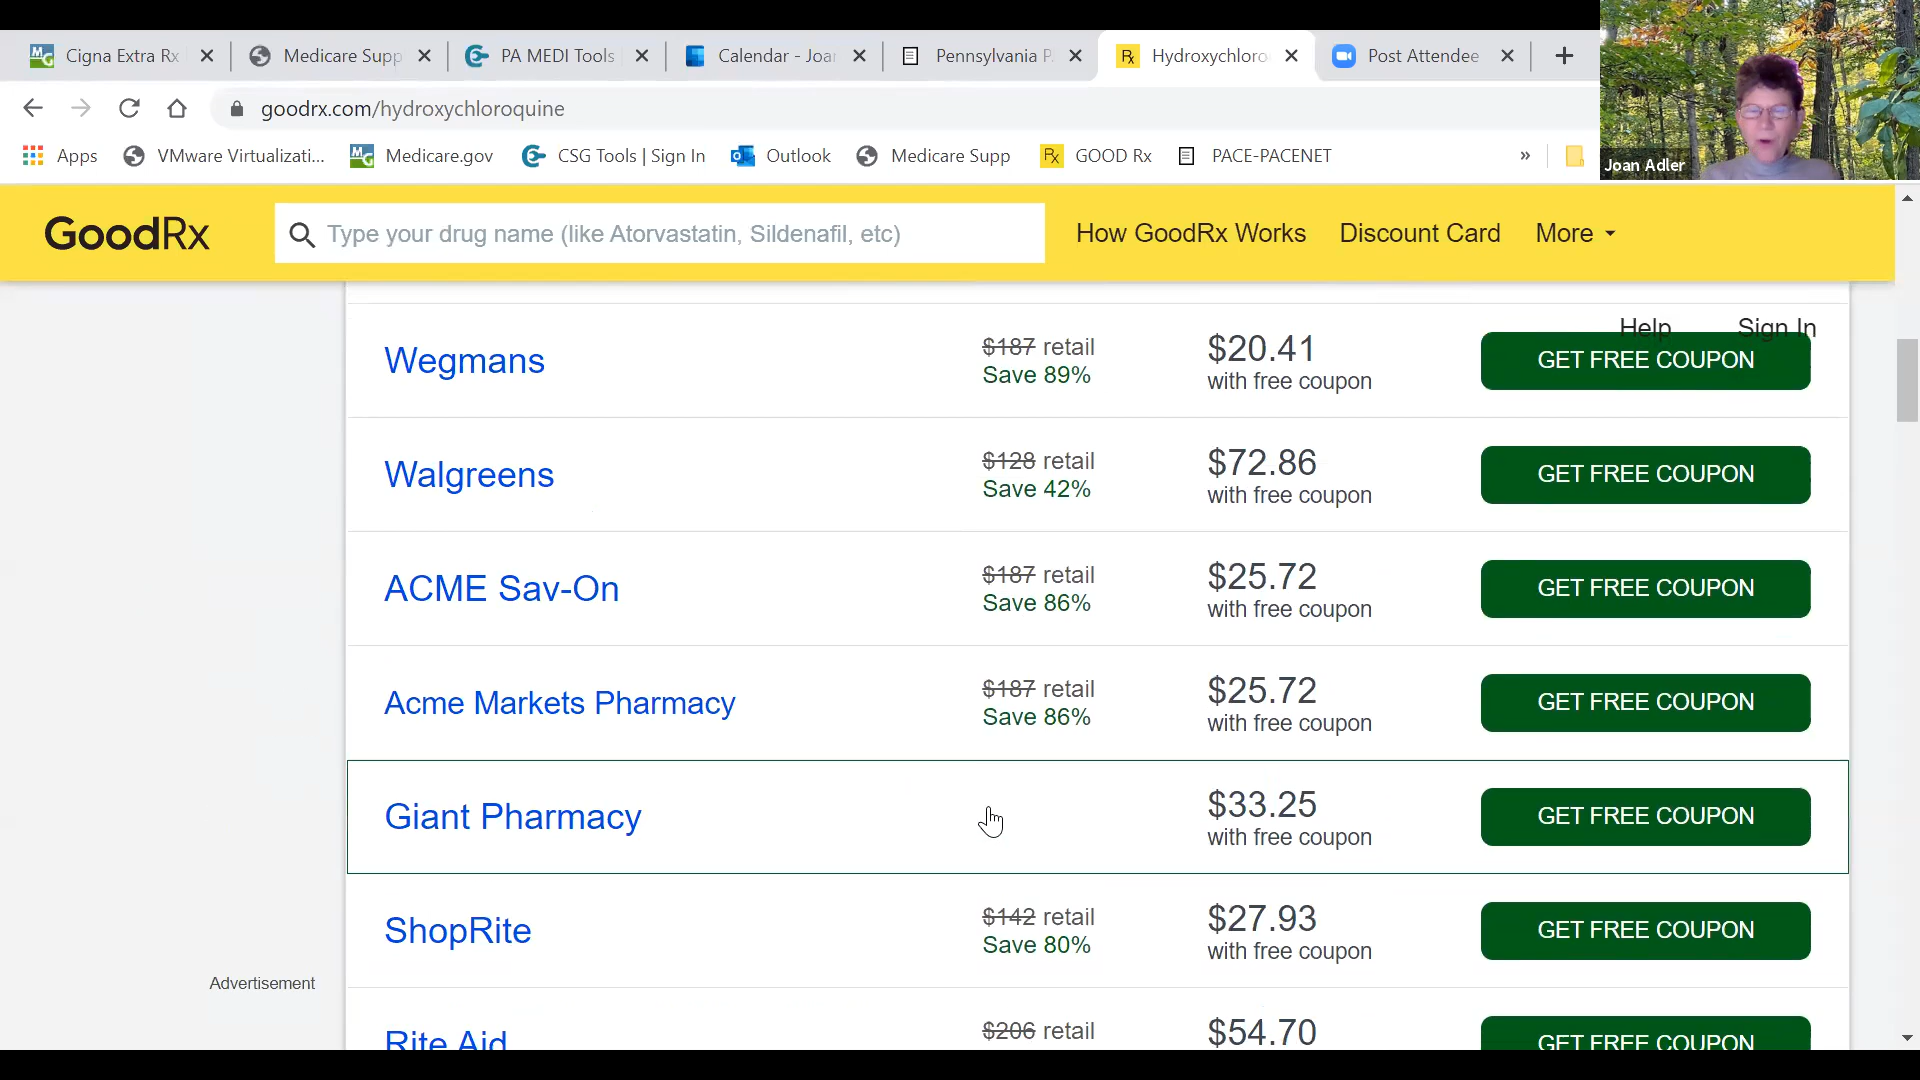 Cigna Extra Rx
Medicare Supp
PA MEDI Tools
Calendar - Joar
Pennsylvania P
Hydroxychloro
Post Attendee
goodrx.com/hydroxychloroquine
Apps
VMware Virtualizati...
Medicare.gov
CSG Tools | Sign In
Outlook
Medicare Supp
GOOD Rx
PACE-PACENET
»
Joan Adler
GoodRx
Type your drug name (like Atorvastatin, Sildenafil, etc)
How GoodRx Works
Discount Card
More
Help
Sign In
Wegmans
$187 retail
Save 89%
$20.41
with free coupon
GET FREE COUPON
Walgreens
$128 retail
Save 42%
$72.86
with free coupon
GET FREE COUPON
ACME Sav-On
$187 retail
Save 86%
$25.72
with free coupon
GET FREE COUPON
Acme Markets Pharmacy
$187 retail
Save 86%
$25.72
with free coupon
GET FREE COUPON
Giant Pharmacy
$33.25
with free coupon
GET FREE COUPON
ShopRite
$142 retail
Save 80%
$27.93
with free coupon
GET FREE COUPON
Advertisement
Rite Aid
$206 retail
$54.70
GET FREE COUPON